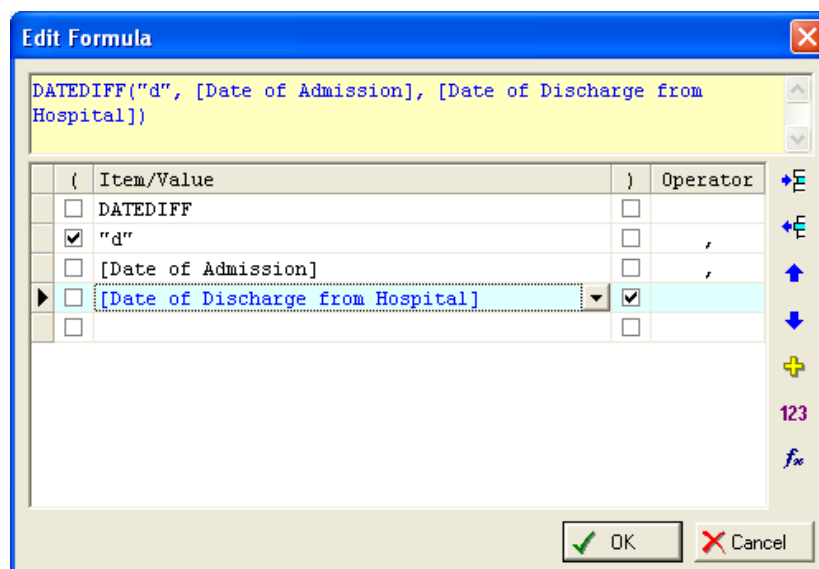 Edit Formula
DATEDIFF("d", [Date of Admission], [Date of Discharge from
Hospital])
( Item/Value ) Operator
DATEDIFF
"d" ,
[Date of Admission] ,
[Date of Discharge from Hospital]
123
fx
OK Cancel